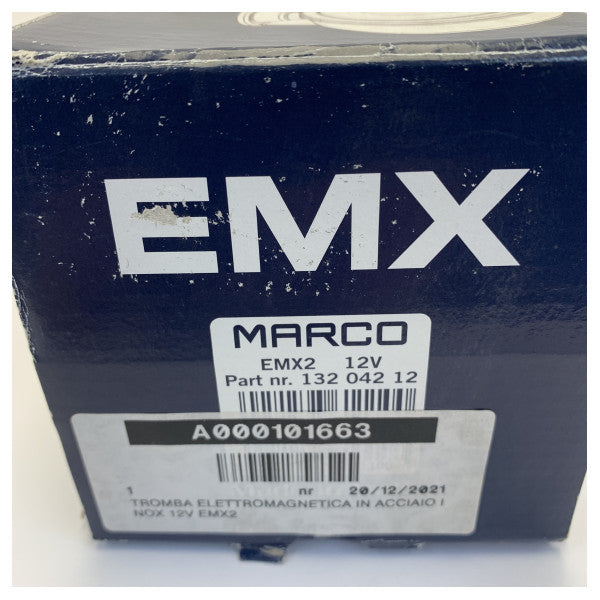 EMX
MARCO
EMX2 12V
Part nr. 132 042 12
A000101663
1 nr 20/12/2021
TROMBA ELETTROMAGNETICA IN ACCIAIO I
NOX 12V EMX2